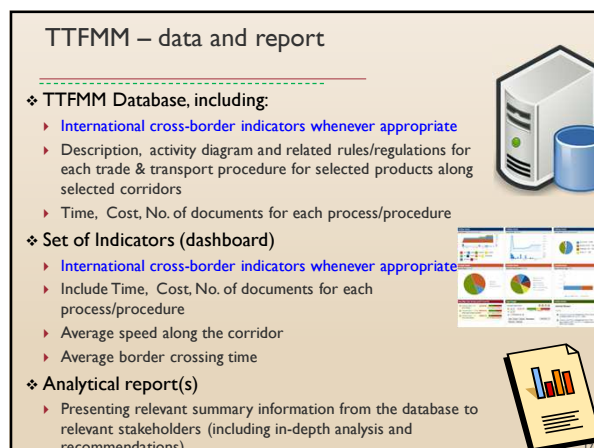 TTFMM – data and report
❖ TTFMM Database, including:
▸ International cross-border indicators whenever appropriate
▸ Description, activity diagram and related rules/regulations for
each trade & transport procedure for selected products along
selected corridors
▸ Time, Cost, No. of documents for each process/procedure
❖ Set of Indicators (dashboard)
▸ International cross-border indicators whenever appropriate
▸ Include Time, Cost, No. of documents for each
process/procedure
▸ Average speed along the corridor
▸ Average border crossing time
❖ Analytical report(s)
▸ Presenting relevant summary information from the database to
relevant stakeholders (including in-depth analysis and
recommendations)